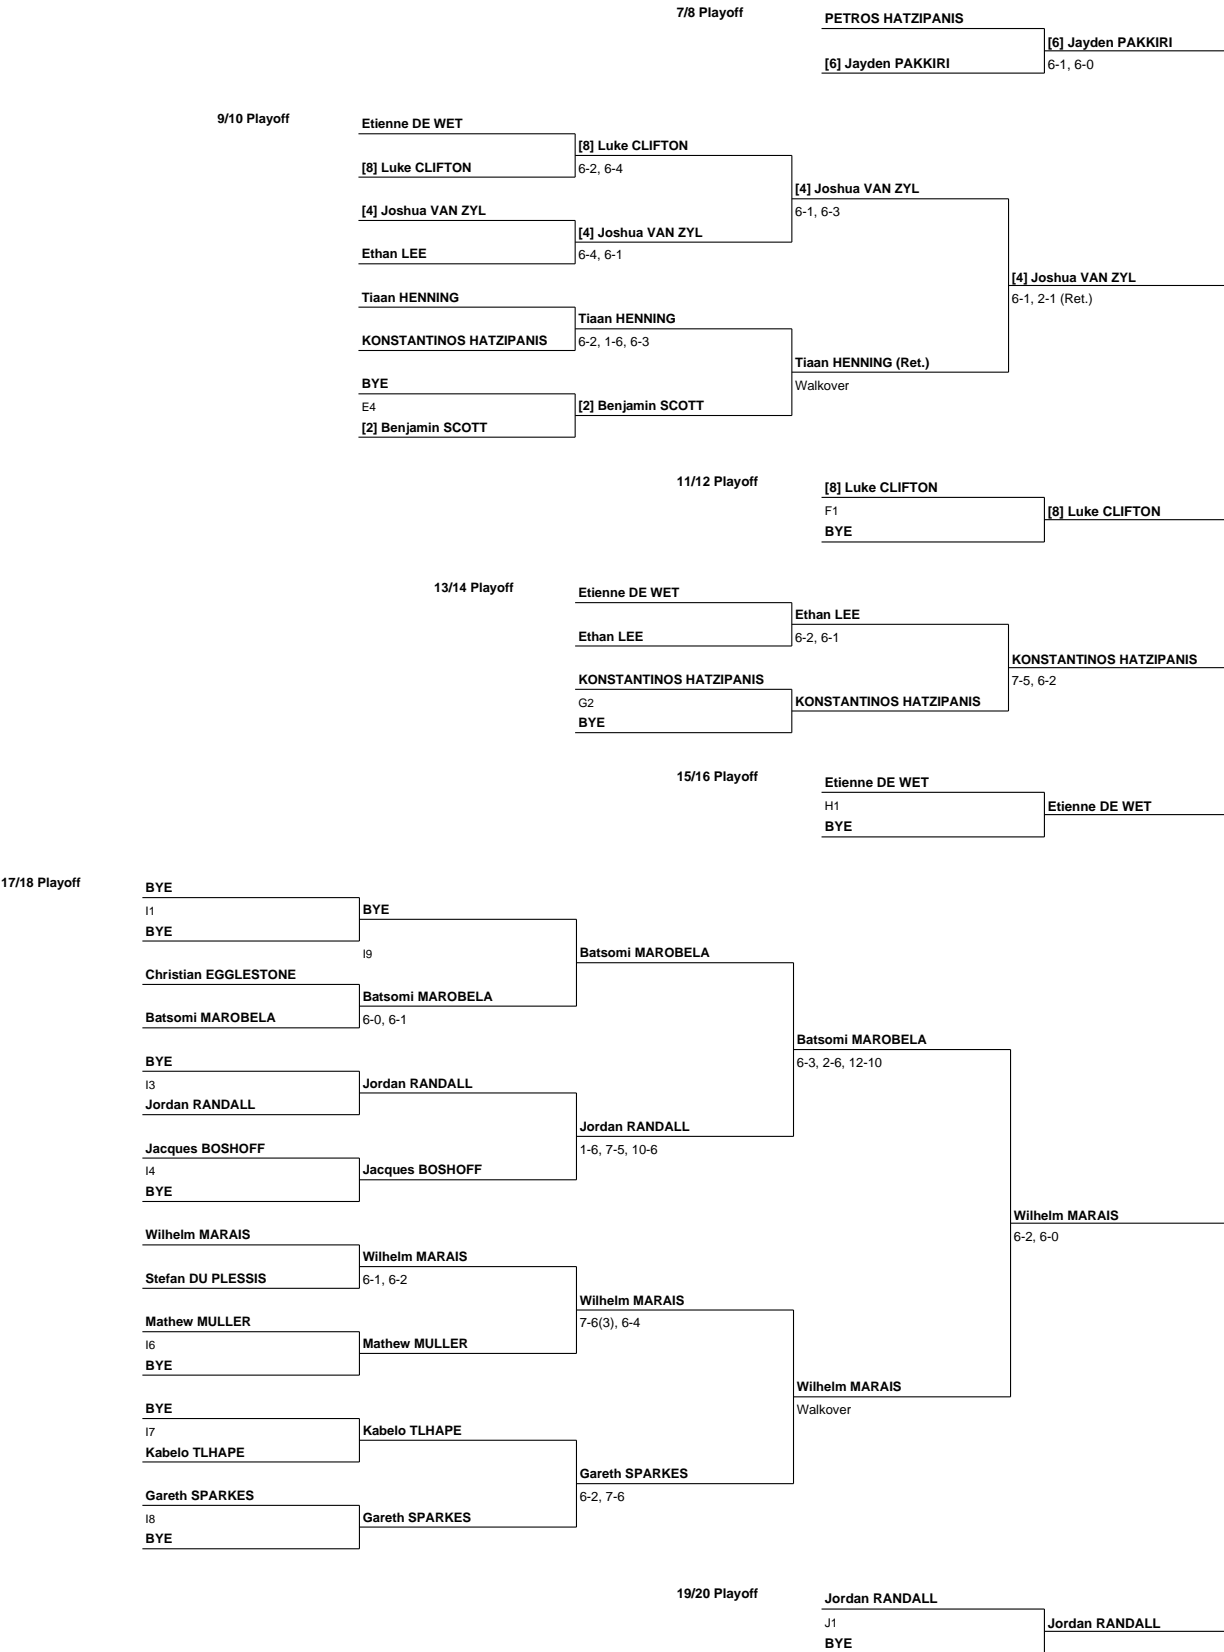 7/8 Playoff
PETROS HATZIPANIS
[6] Jayden PAKKIRI
[6] Jayden PAKKIRI
6-1, 6-0
9/10 Playoff
Etienne DE WET
[8] Luke CLIFTON
[8] Luke CLIFTON
6-2, 6-4
[4] Joshua VAN ZYL
6-1, 6-3
[4] Joshua VAN ZYL
[4] Joshua VAN ZYL
Ethan LEE
6-4, 6-1
[4] Joshua VAN ZYL
6-1, 2-1 (Ret.)
Tiaan HENNING
Tiaan HENNING
KONSTANTINOS HATZIPANIS
6-2, 1-6, 6-3
Tiaan HENNING (Ret.)
Walkover
BYE
E4
[2] Benjamin SCOTT
[2] Benjamin SCOTT
11/12 Playoff
[8] Luke CLIFTON
F1
[8] Luke CLIFTON
BYE
13/14 Playoff
Etienne DE WET
Ethan LEE
Ethan LEE
6-2, 6-1
KONSTANTINOS HATZIPANIS
7-5, 6-2
KONSTANTINOS HATZIPANIS
G2
KONSTANTINOS HATZIPANIS
BYE
15/16 Playoff
Etienne DE WET
H1
Etienne DE WET
BYE
17/18 Playoff
BYE
I1
BYE
BYE
I9
Batsomi MAROBELA
Christian EGGLESTONE
Batsomi MAROBELA
Batsomi MAROBELA
6-0, 6-1
Batsomi MAROBELA
6-3, 2-6, 12-10
BYE
I3
Jordan RANDALL
Jordan RANDALL
Jordan RANDALL
1-6, 7-5, 10-6
Jacques BOSHOFF
I4
Jacques BOSHOFF
BYE
Wilhelm MARAIS
6-2, 6-0
Wilhelm MARAIS
Wilhelm MARAIS
Stefan DU PLESSIS
6-1, 6-2
Wilhelm MARAIS
7-6(3), 6-4
Mathew MULLER
I6
Mathew MULLER
BYE
Wilhelm MARAIS
Walkover
BYE
I7
Kabelo TLHAPE
Kabelo TLHAPE
Gareth SPARKES
6-2, 7-6
Gareth SPARKES
I8
Gareth SPARKES
BYE
19/20 Playoff
Jordan RANDALL
J1
Jordan RANDALL
BYE